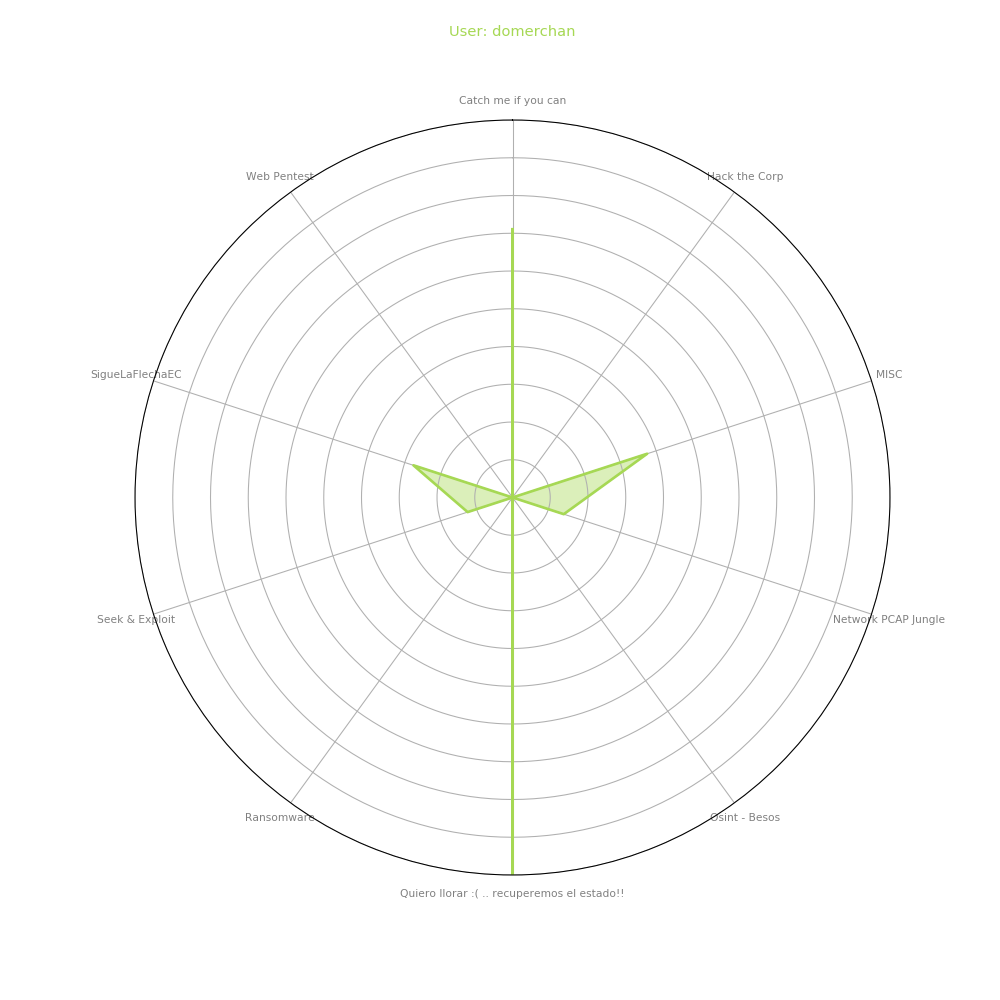 User: domerchan
Catch me if you can
Web Pentest
Hack the Corp
SigueLaFlechaEC
MISC
Seek & Exploit
Network PCAP Jungle
Ransomware
Osint - Besos
Quiero llorar :( .. recuperemos el estado!!